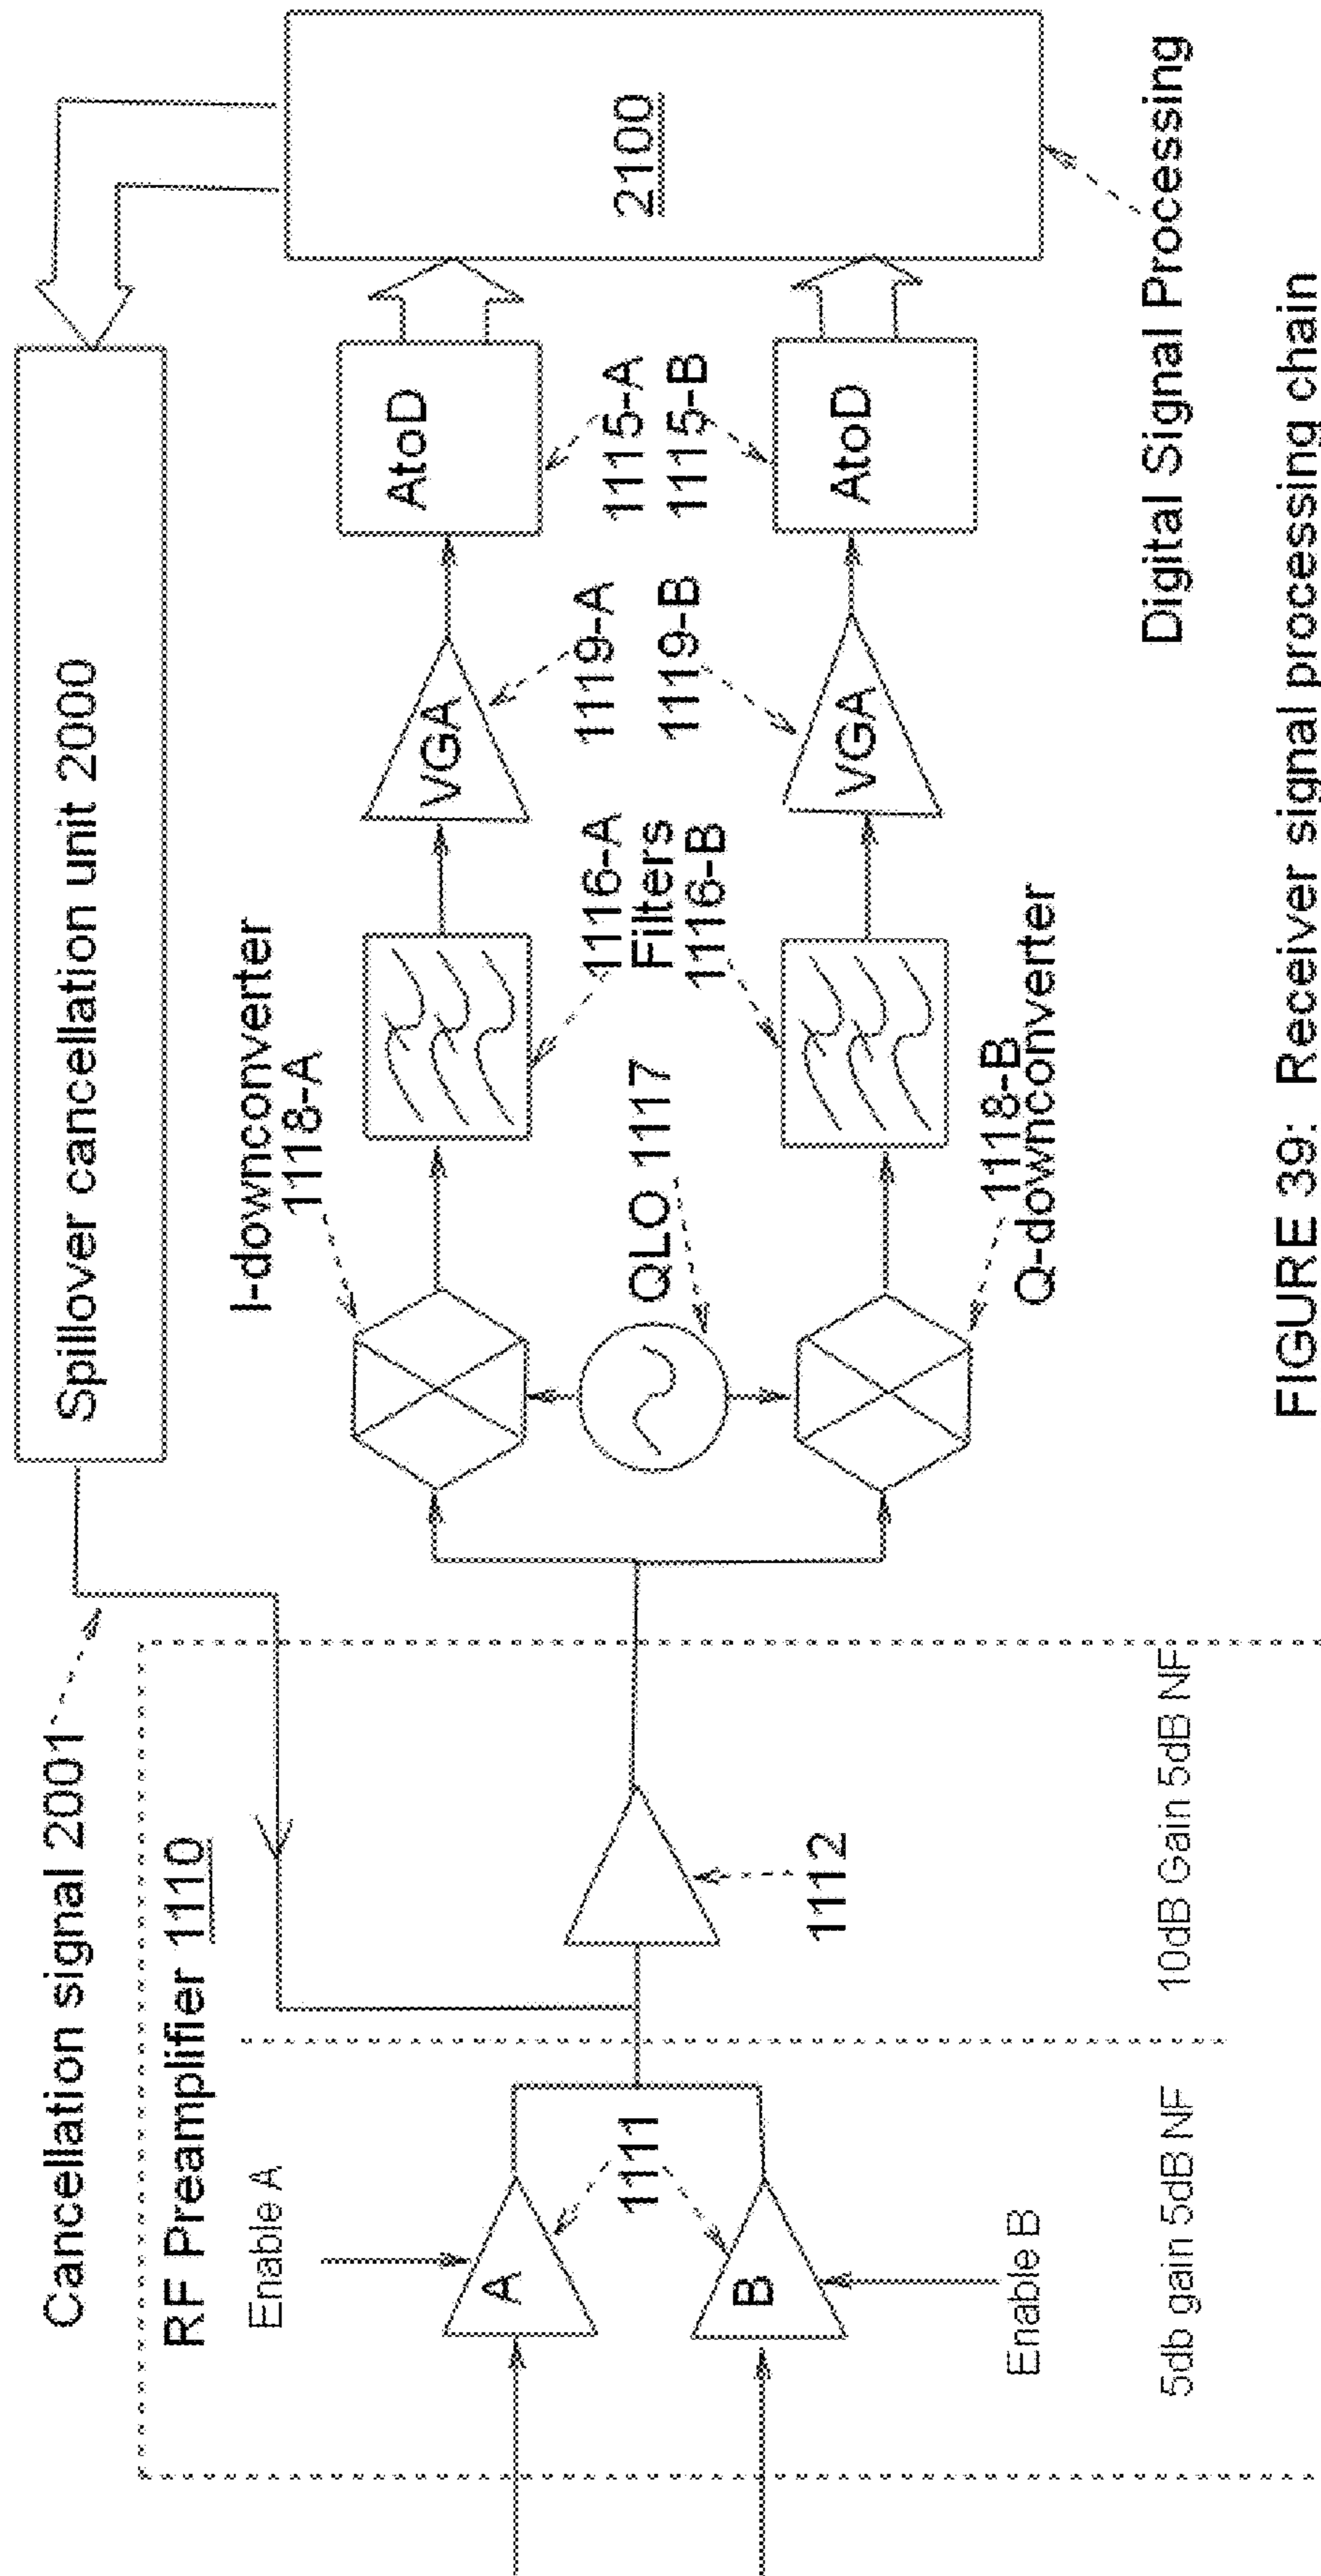 Cancellation signal 2001
Spillover cancellation unit 2000
RF Preamplifier 1110
Enable A
A
1111
B
Enable B
5db gain 5dB NF
1112
10dB Gain 5dB NF
I-downconverter
1118-A
QLO 1117
1118-B
Q-downconverter
1116-A
Filters
1116-B
VGA
1119-A
1119-B
VGA
AtoD
1115-A
1115-B
AtoD
2100
Digital Signal Processing
FIGURE 39: Receiver signal processing chain